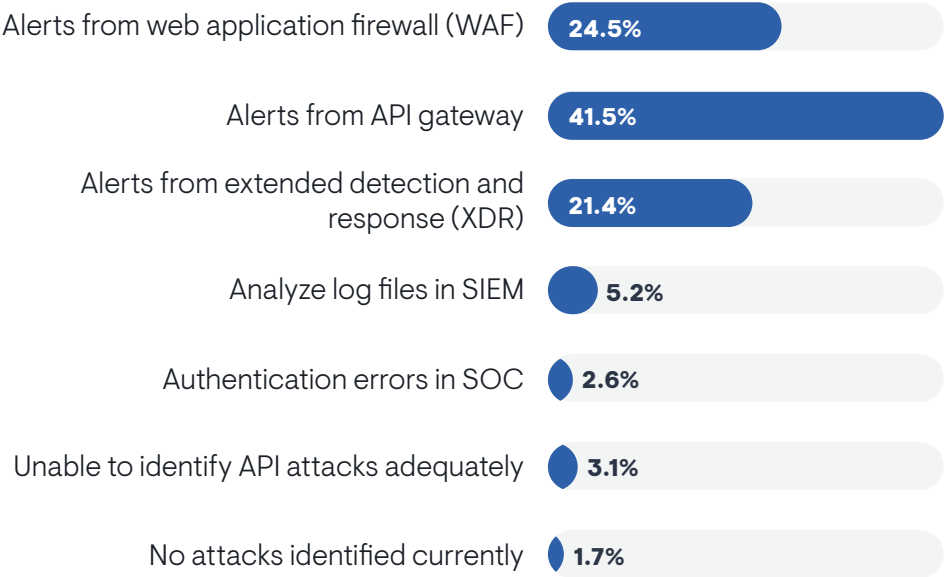 Alerts from web application firewall (WAF) 24.5%
Alerts from API gateway 41.5%
Alerts from extended detection and
response (XDR) 21.4%
Analyze log files in SIEM 5.2%
Authentication errors in SOC 2.6%
Unable to identify API attacks adequately 3.1%
No attacks identified currently 1.7%